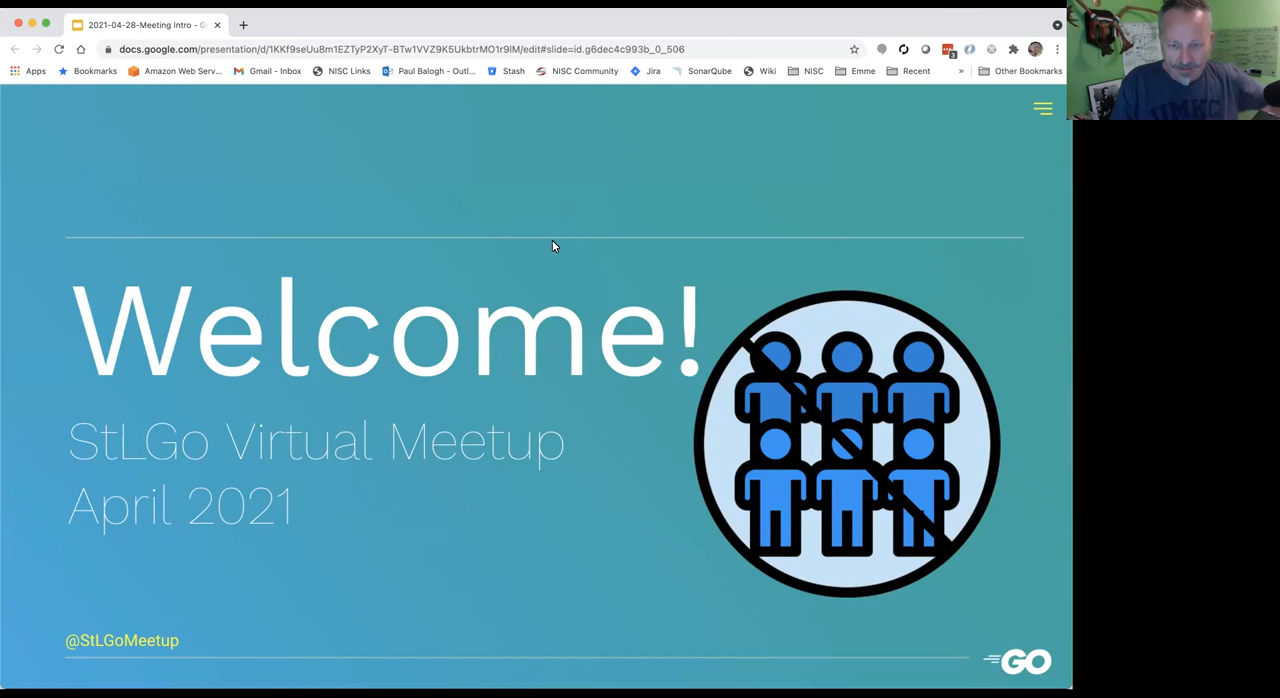 2021-04-28-Meeting Intro - G
docs.google.com/presentation/d/1KKf9seUu8m1EZTyP2XyT-BTw1VVZ9K5UkbtrMO1r9lM/edit#slide=id.g6dec4c993b_0_506
3
Apps Bookmarks Amazon Web Serv... Gmail - Inbox NISC Links Paul Balogh - Outl... Stash NISC Community Jira SonarQube Wiki NISC Emme Recent » Other Bookmarks
UMKC
Welcome!
StLGo Virtual Meetup
April 2021
@StLGoMeetup
GO